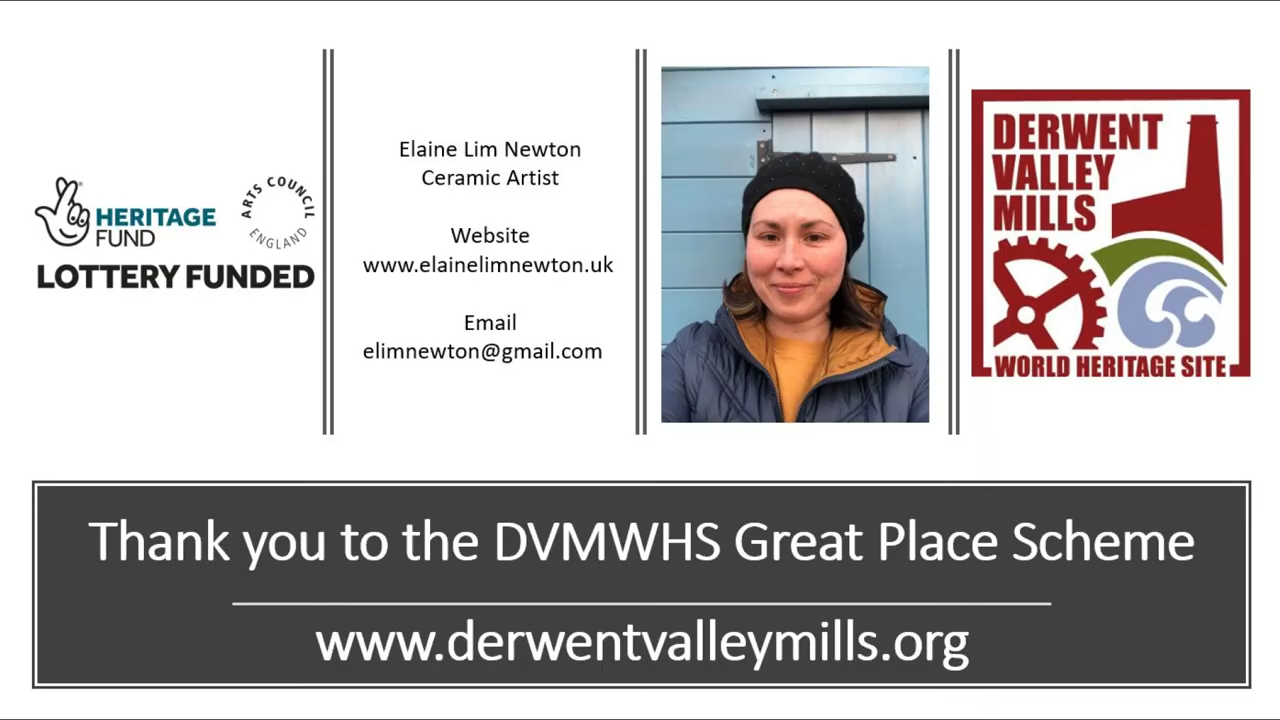 HERITAGE
FUND
ARTS COUNCIL
ENGLAND
LOTTERY FUNDED
Elaine Lim Newton
Ceramic Artist
Website
www.elainelimnewton.uk
Email
elimnewton@gmail.com
DERWENT
VALLEY
MILLS
WORLD HERITAGE SITE
Thank you to the DVMWHS Great Place Scheme
www.derwentvalleymills.org